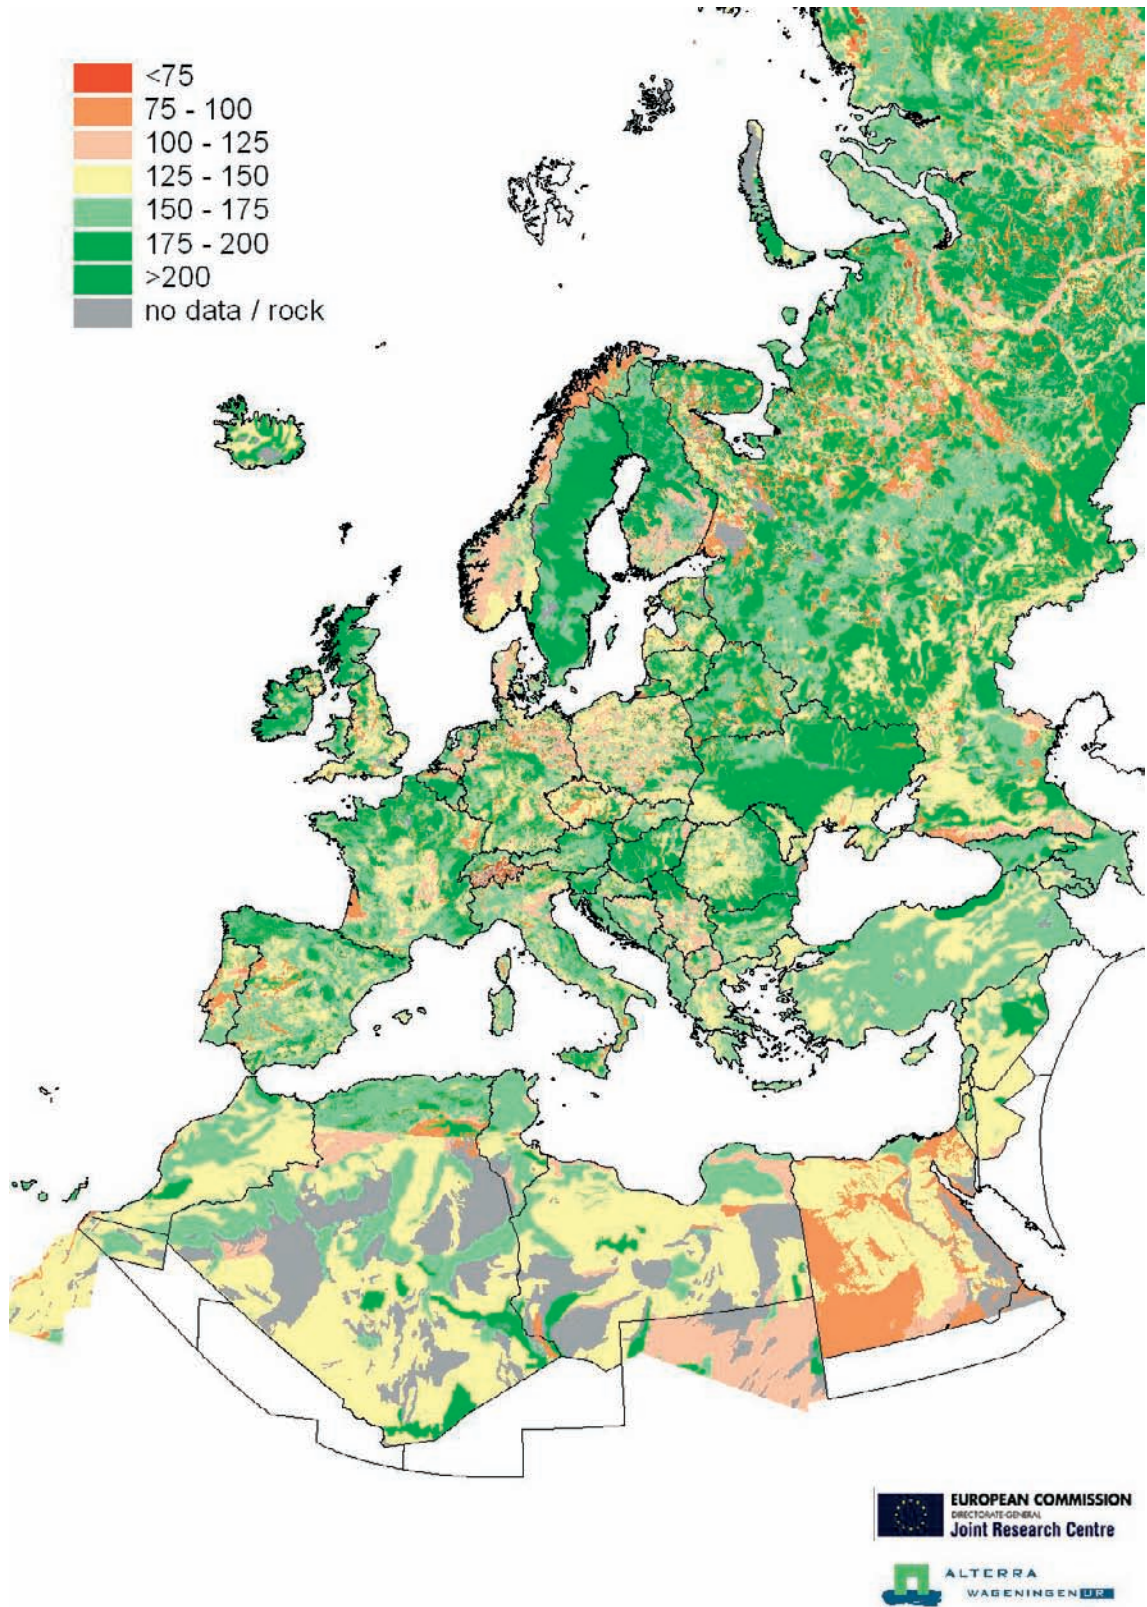 <75
75 - 100
100 - 125
125 - 150
150 - 175
175 - 200
>200
no data / rock
EUROPEAN COMMISSION
DIRECTORATE-GENERAL
Joint Research Centre
ALTERRA
WAGENINGEN UR